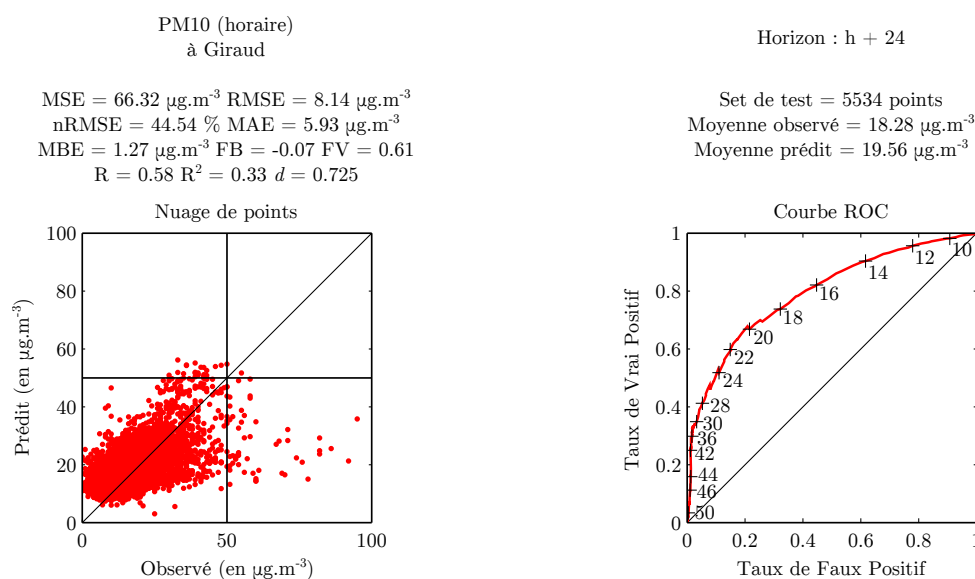 PM10 (horaire)
à Giraud
MSE = 66.32 µg.m-3 RMSE = 8.14 µg.m-3
nRMSE = 44.54 % MAE = 5.93 µg.m-3
MBE = 1.27 µg.m-3 FB = -0.07 FV = 0.61
R = 0.58 R2 = 0.33 d = 0.725
Nuage de points
100
80
60
40
20
0
0
50
100
Prédit (en µg.m-3)
Observé (en µg.m-3)
Horizon : h + 24
Set de test = 5534 points
Moyenne observé = 18.28 µg.m-3
Moyenne prédit = 19.56 µg.m-3
Courbe ROC
1
0.8
0.6
0.4
0.2
0
0
0.2
0.4
0.6
0.8
1
Taux de Vrai Positif
Taux de Faux Positif
10
12
14
16
18
20
22
24
28
30
36
42
44
46
50